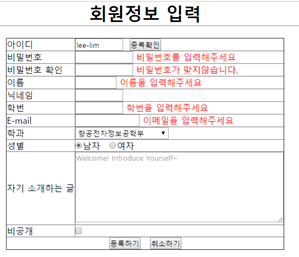 회원정보 입력
아이디 lee-lim 중복확인
비밀번호 비밀번호를 입력해주세요
비밀번호 확인 비밀번호가 맞지않습니다.
이름 이름을 입력해주세요
닉네임
학번 학번을 입력해주세요
E-mail 이메일을 입력해주세요
학과 항공전자정보공학부
성별 남자 여자
Welcome! Introduce Yourself~
자기 소개하는 글
비공개
등록하기 취소하기